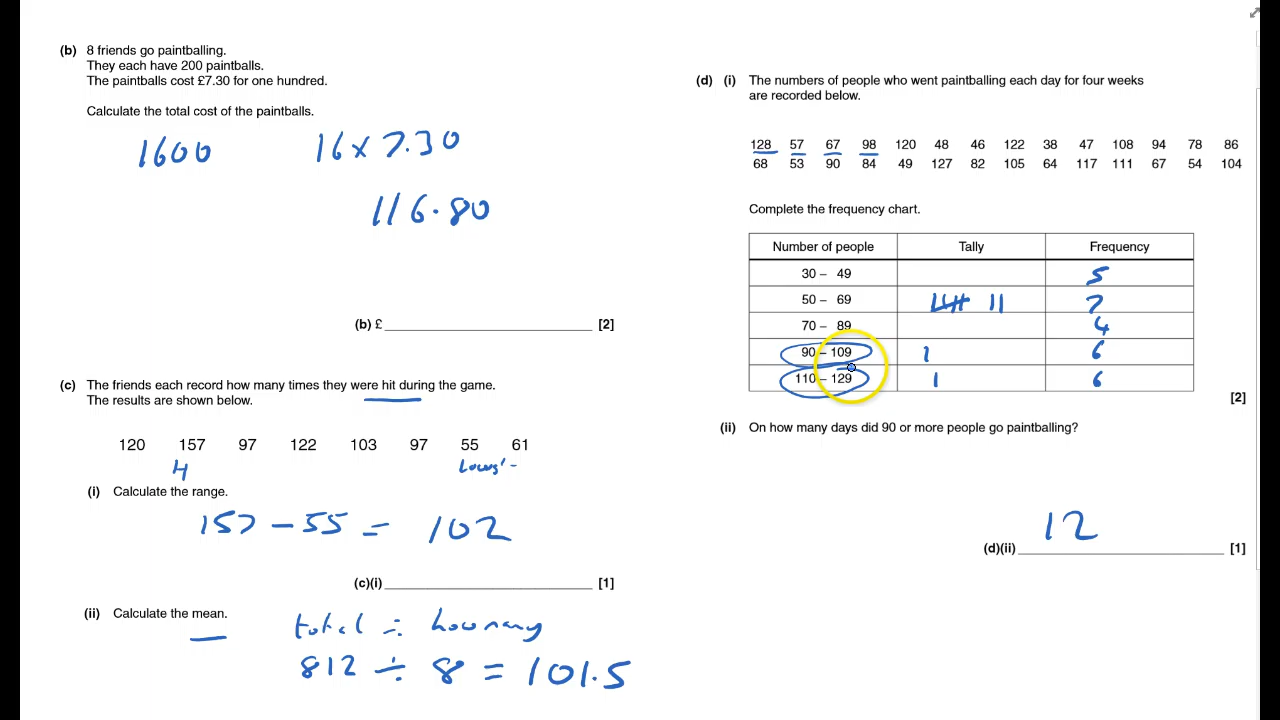 (b) 8 friends go paintballing.
They each have 200 paintballs.
The paintballs cost £7.30 for one hundred.
Calculate the total cost of the paintballs.
1600 16 x 7.30
116.80
(b) £ [2]
(c) The friends each record how many times they were hit during the game.
The results are shown below.
120 157 97 122 103 97 55 61
H lows'
(i) Calculate the range.
157 – 55 = 102
(c)(i) [1]
(ii) Calculate the mean.
total ÷ how many
812 ÷ 8 = 101.5
(d) (i) The numbers of people who went paintballing each day for four weeks
are recorded below.
128 57 67 98 120 48 46 122 38 47 108 94 78 86
68 53 90 84 49 127 82 105 64 117 111 67 54 104
Complete the frequency chart.
Number of people Tally Frequency
30 – 49 5
50 – 69 7
70 – 89 4
90 – 109 6
110 – 129 6
[2]
(ii) On how many days did 90 or more people go paintballing?
12
(d)(ii) [1]